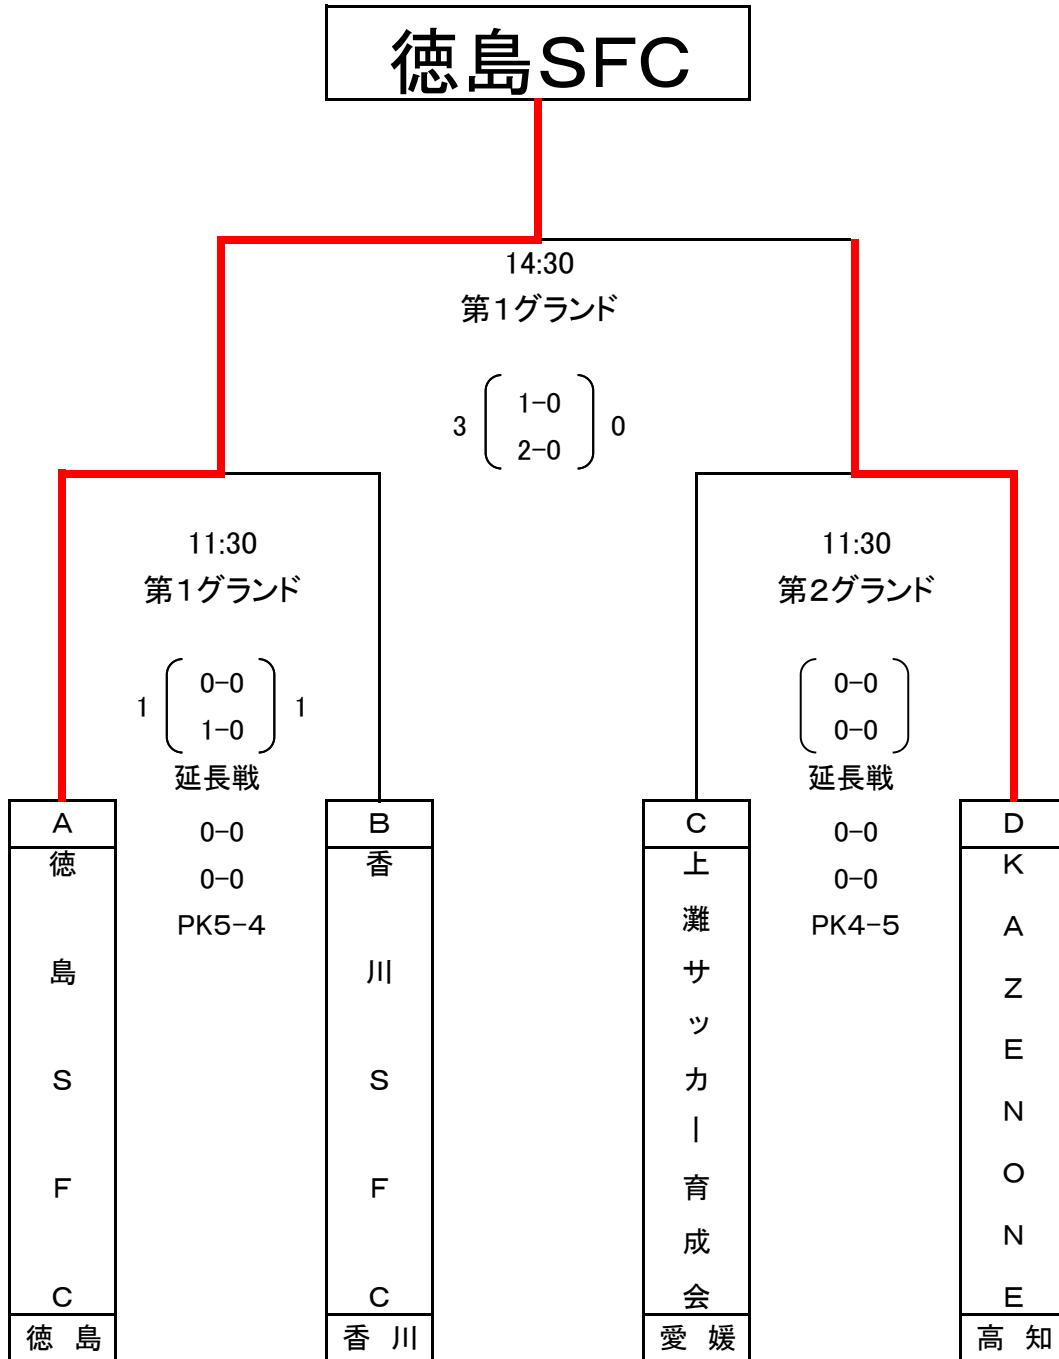 徳島SFC
14:30
第1グランド
3 1-0 0
2-0
11:30
第1グランド
1 0-0 1
1-0
延長戦
0-0
0-0
PK5-4
11:30
第2グランド
0-0
0-0
延長戦
0-0
0-0
PK4-5
A
徳島SFC
徳島
B
香川SFC
香川
C
上灘サッカー育成会
愛媛
D
KAZENONE
高知